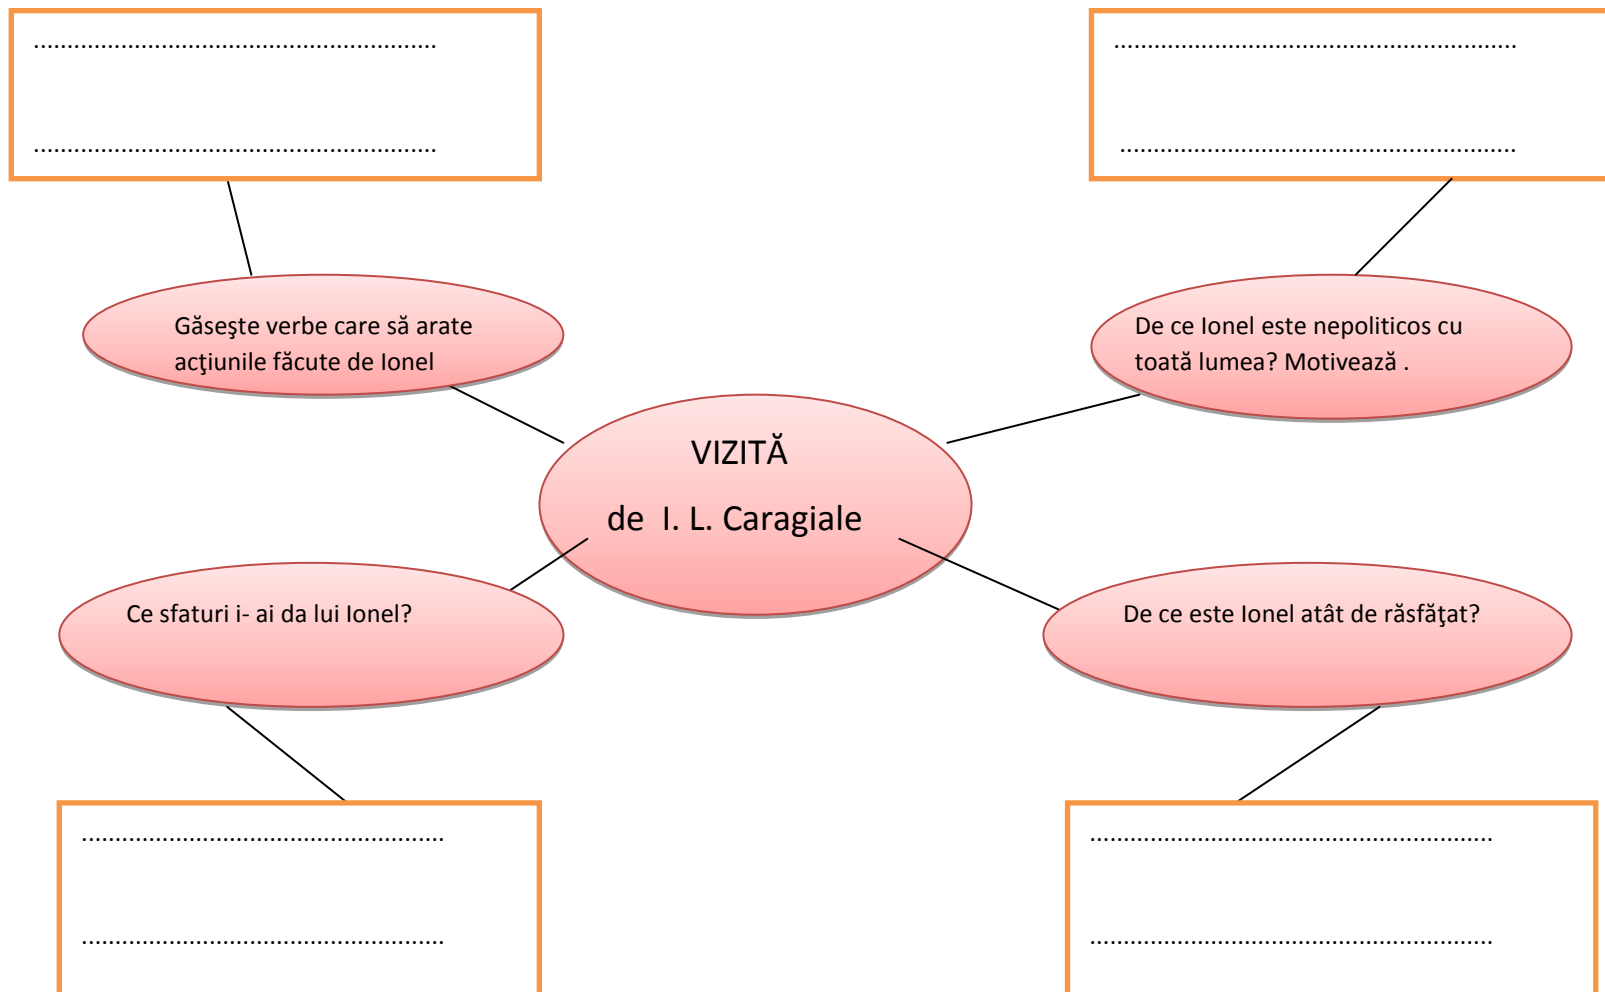 ............................................................
............................................................
............................................................
...........................................................
Găseşte verbe care să arate
acţiunile făcute de Ionel
De ce Ionel este nepoliticos cu
toată lumea? Motivează .
VIZITĂ
de I. L. Caragiale
Ce sfaturi i- ai da lui Ionel?
De ce este Ionel atât de răsfăţat?
......................................................
............................................................
......................................................
............................................................